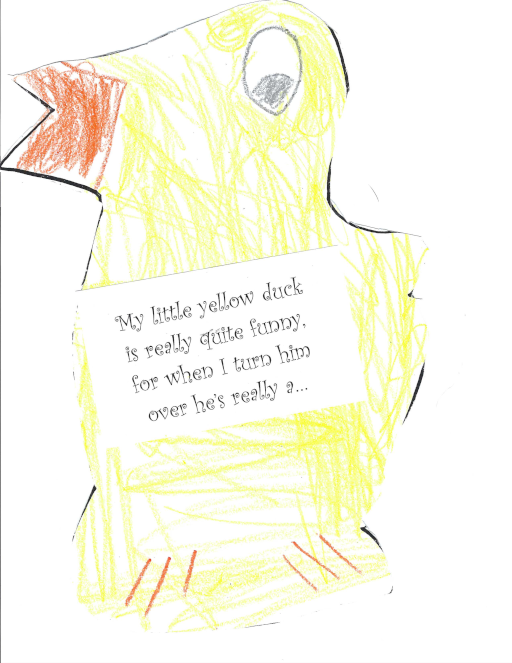 My little yellow duck
is really quite funny,
for when I turn him
over he's really a...